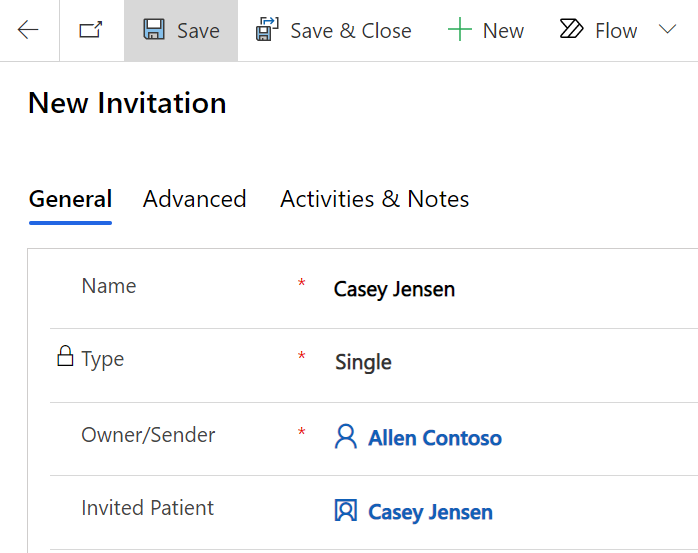 Save Save & Close New Flow
New Invitation
General Advanced Activities & Notes
Name * Casey Jensen
Type * Single
Owner/Sender * Allen Contoso
Invited Patient Casey Jensen